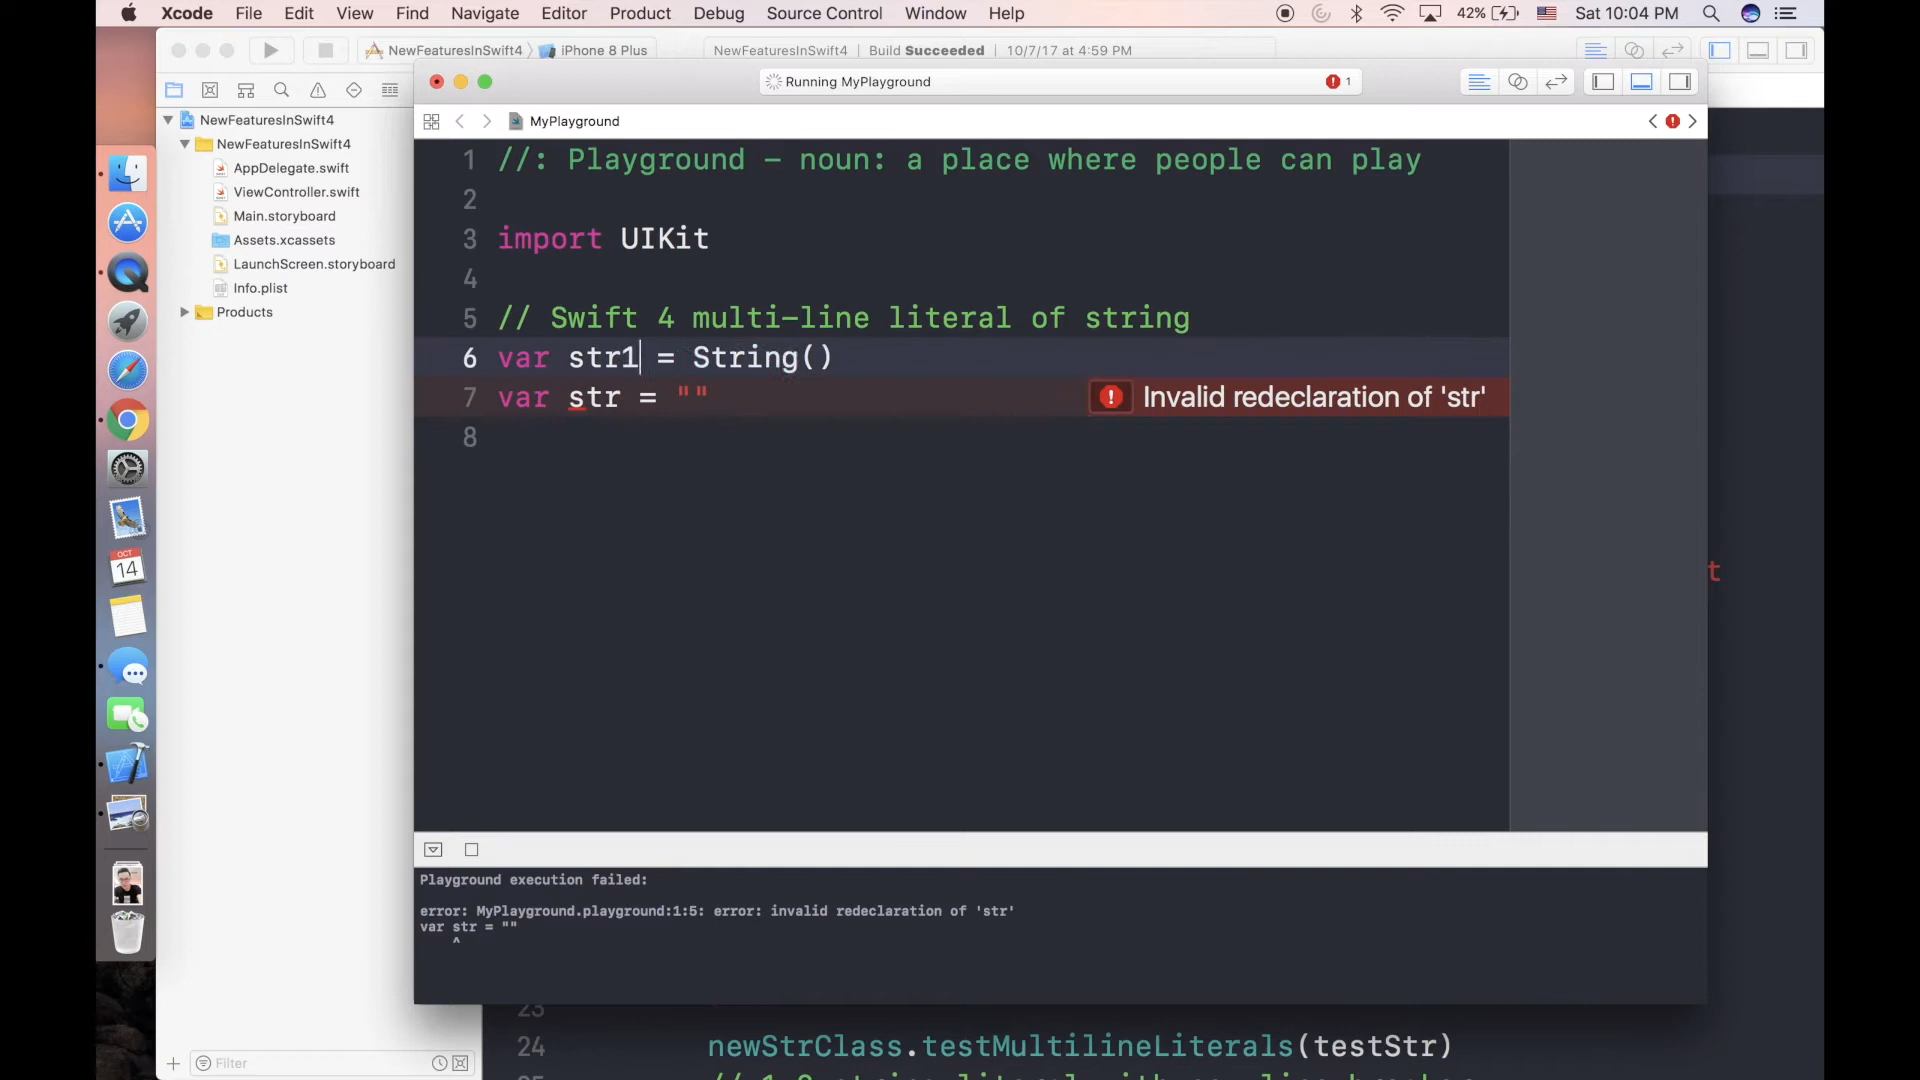 Xcode File Edit View Find Navigate Editor Product Debug Source Control Window Help 42% Sat 10:04 PM
NewFeaturesInSwift4 iPhone 8 Plus NewFeaturesInSwift4 | Build Succeeded | 10/7/17 at 4:59 PM
Running MyPlayground 1
MyPlayground
NewFeaturesInSwift4
NewFeaturesInSwift4
AppDelegate.swift
ViewController.swift
Main.storyboard
Assets.xcassets
LaunchScreen.storyboard
Info.plist
Products
1 //: Playground – noun: a place where people can play
2
3 import UIKit
4
5 // Swift 4 multi-line literal of string
6 var str1 = String()
7 var str = "" Invalid redeclaration of 'str'
8
t
OCT
14
Playground execution failed:
error: MyPlayground.playground:1:5: error: invalid redeclaration of 'str'
var str = ""
^
23
24 newStrClass.testMultilineLiterals(testStr)
Filter